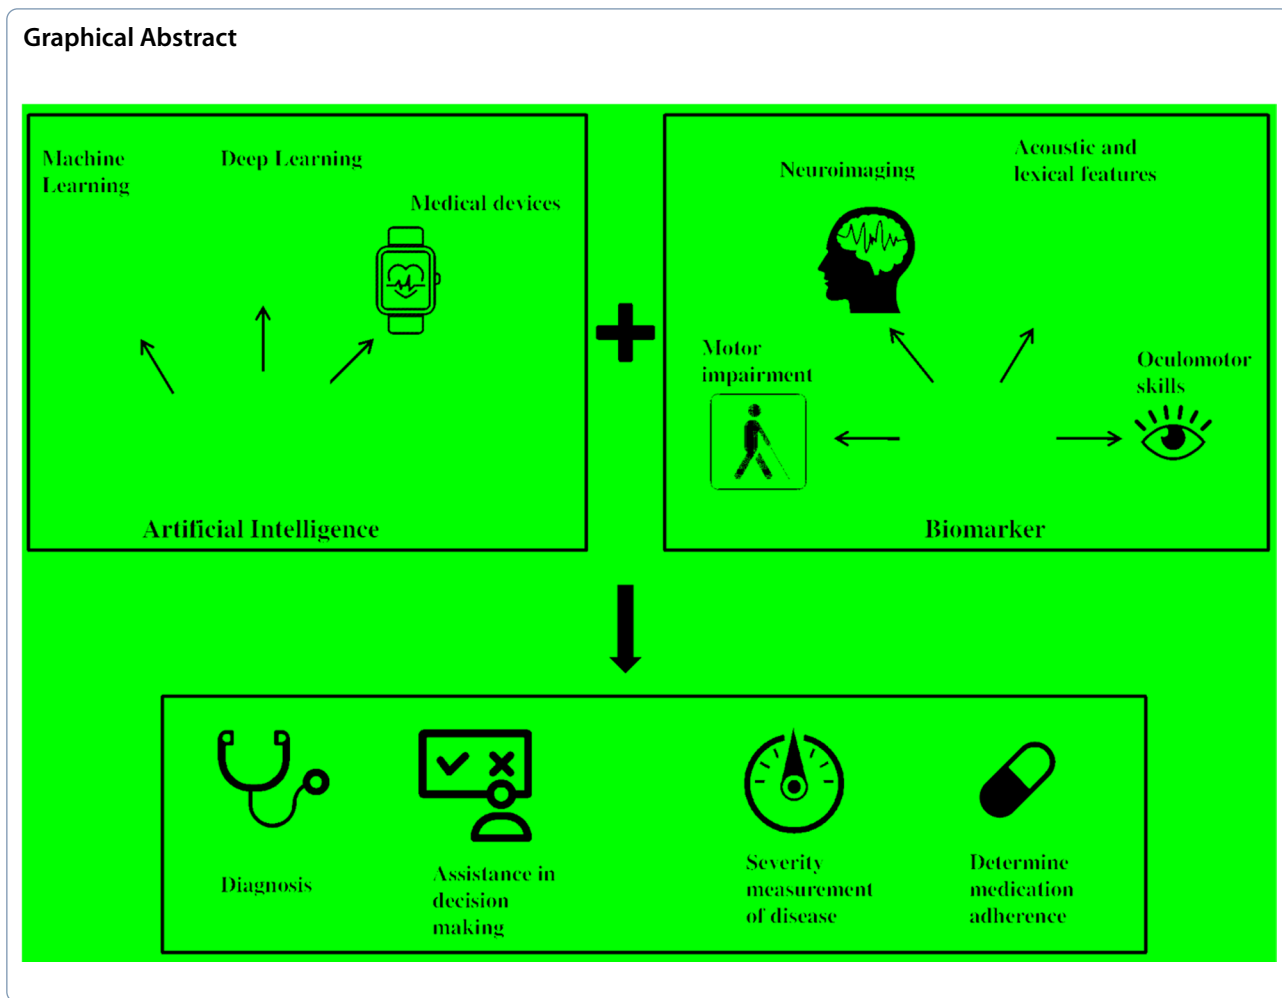 Graphical Abstract
Machine
Learning
Deep Learning
Medical devices
Artificial Intelligence
Neuroimaging
Acoustic and
lexical features
Motor
impairment
Oculomotor
skills
Biomarker
Diagnosis
Assistance in
decision
making
Severity
measurement
of disease
Determine
medication
adherence